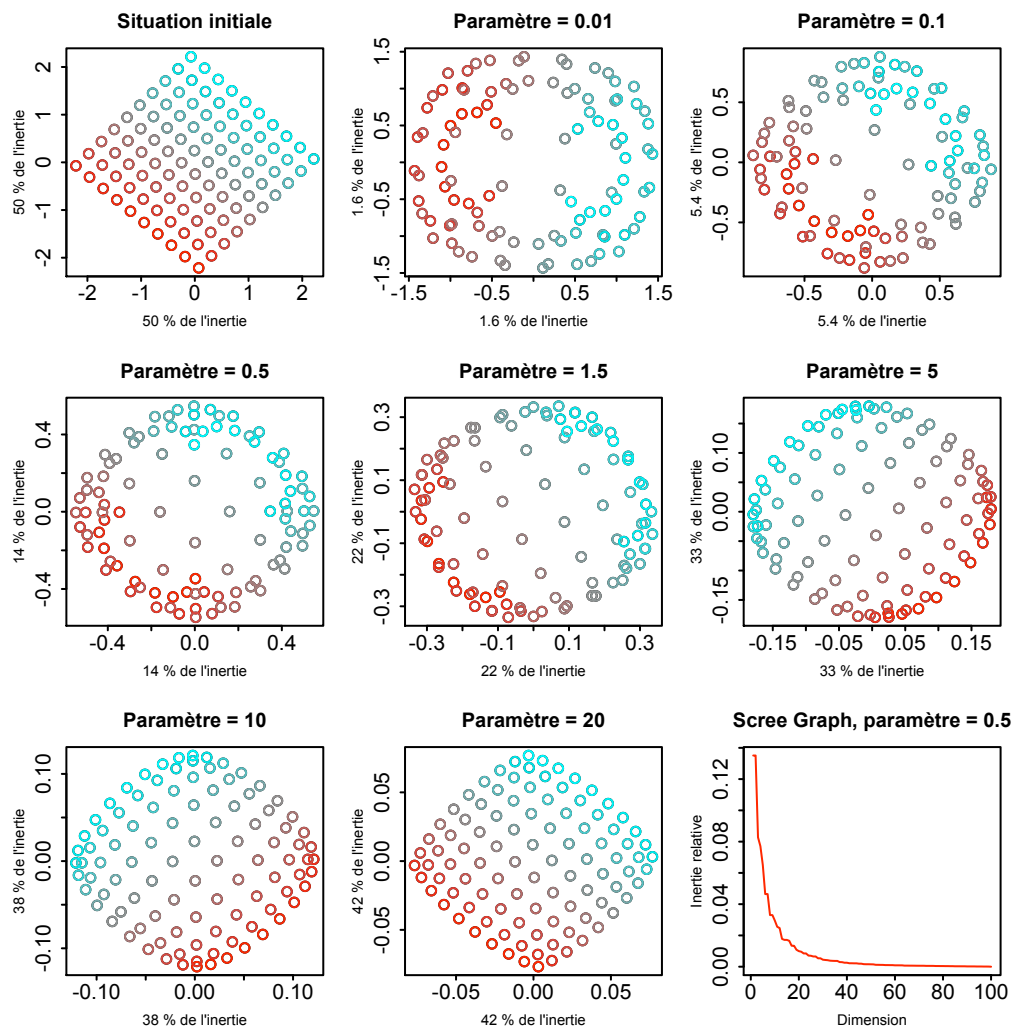 Situation initiale
50 % de l'inertie
2
1
0
-1
-2
-2 -1 0 1 2
50 % de l'inertie
Paramètre = 0.01
1.6 % de l'inertie
1.5
0.5
-0.5
-1.5
-1.5 -0.5 0.5 1.5
1.6 % de l'inertie
Paramètre = 0.1
5.4 % de l'inertie
0.5
0.0
-0.5
-0.5 0.0 0.5
5.4 % de l'inertie
Paramètre = 0.5
14 % de l'inertie
0.4
0.0
-0.4
-0.4 0.0 0.4
14 % de l'inertie
Paramètre = 1.5
22 % de l'inertie
0.3
0.1
-0.1
-0.3
-0.3 -0.1 0.1 0.3
22 % de l'inertie
Paramètre = 5
33 % de l'inertie
0.10
0.00
-0.15
-0.15 -0.05 0.05 0.15
33 % de l'inertie
Paramètre = 10
38 % de l'inertie
0.10
0.00
-0.10
-0.10 0.00 0.10
38 % de l'inertie
Paramètre = 20
42 % de l'inertie
0.05
0.00
-0.05
-0.05 0.00 0.05
42 % de l'inertie
Scree Graph, paramètre = 0.5
Inertie relative
0.12
0.08
0.04
0.00
0 20 40 60 80 100
Dimension